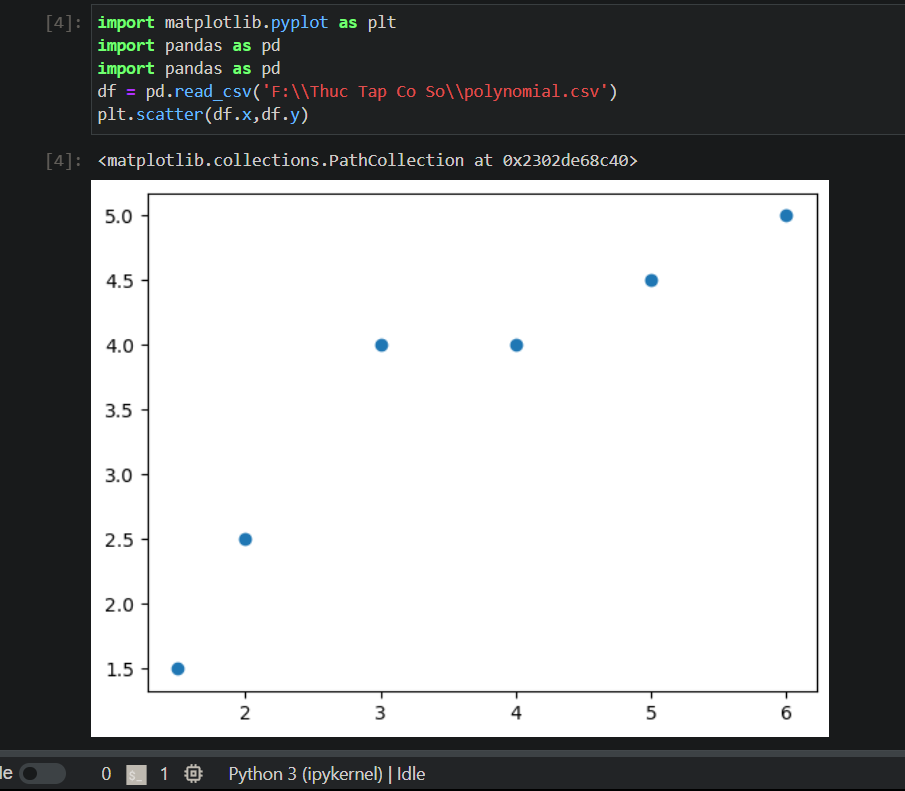 [4]: import matplotlib.pyplot as plt
import pandas as pd
import pandas as pd
df = pd.read_csv('F:\\Thuc Tap Co So\\polynomial.csv')
plt.scatter(df.x,df.y)
[4]: <matplotlib.collections.PathCollection at 0x2302de68c40>
5.0
4.5
4.0
3.5
3.0
2.5
2.0
1.5
2 3 4 5 6
le 0 $_ 1 Python 3 (ipykernel) | Idle